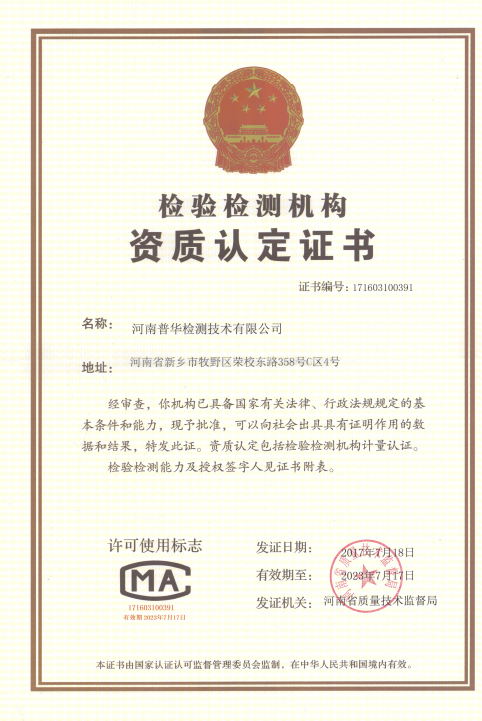 检验检测机构
资质认定证书
证书编号：171603100391
名称： 河南普华检测技术有限公司
地址： 河南省新乡市牧野区荣校东路358号C区4号
经审查，你机构已具备国家有关法律、行政法规规定的基
本条件和能力，现予批准，可以向社会出具具有证明作用的数
据和结果，特发此证。资质认定包括检验检测机构计量认证。
检验检测能力及授权签字人见证书附表。
许可使用标志
MA
171603100391
有效期 2023年7月17日
发证日期： 2017年7月18日
有效期至： 2023年7月17日
发证机关： 河南省质量技术监督局
本证书由国家认证认可监督管理委员会监制，在中华人民共和国境内有效。